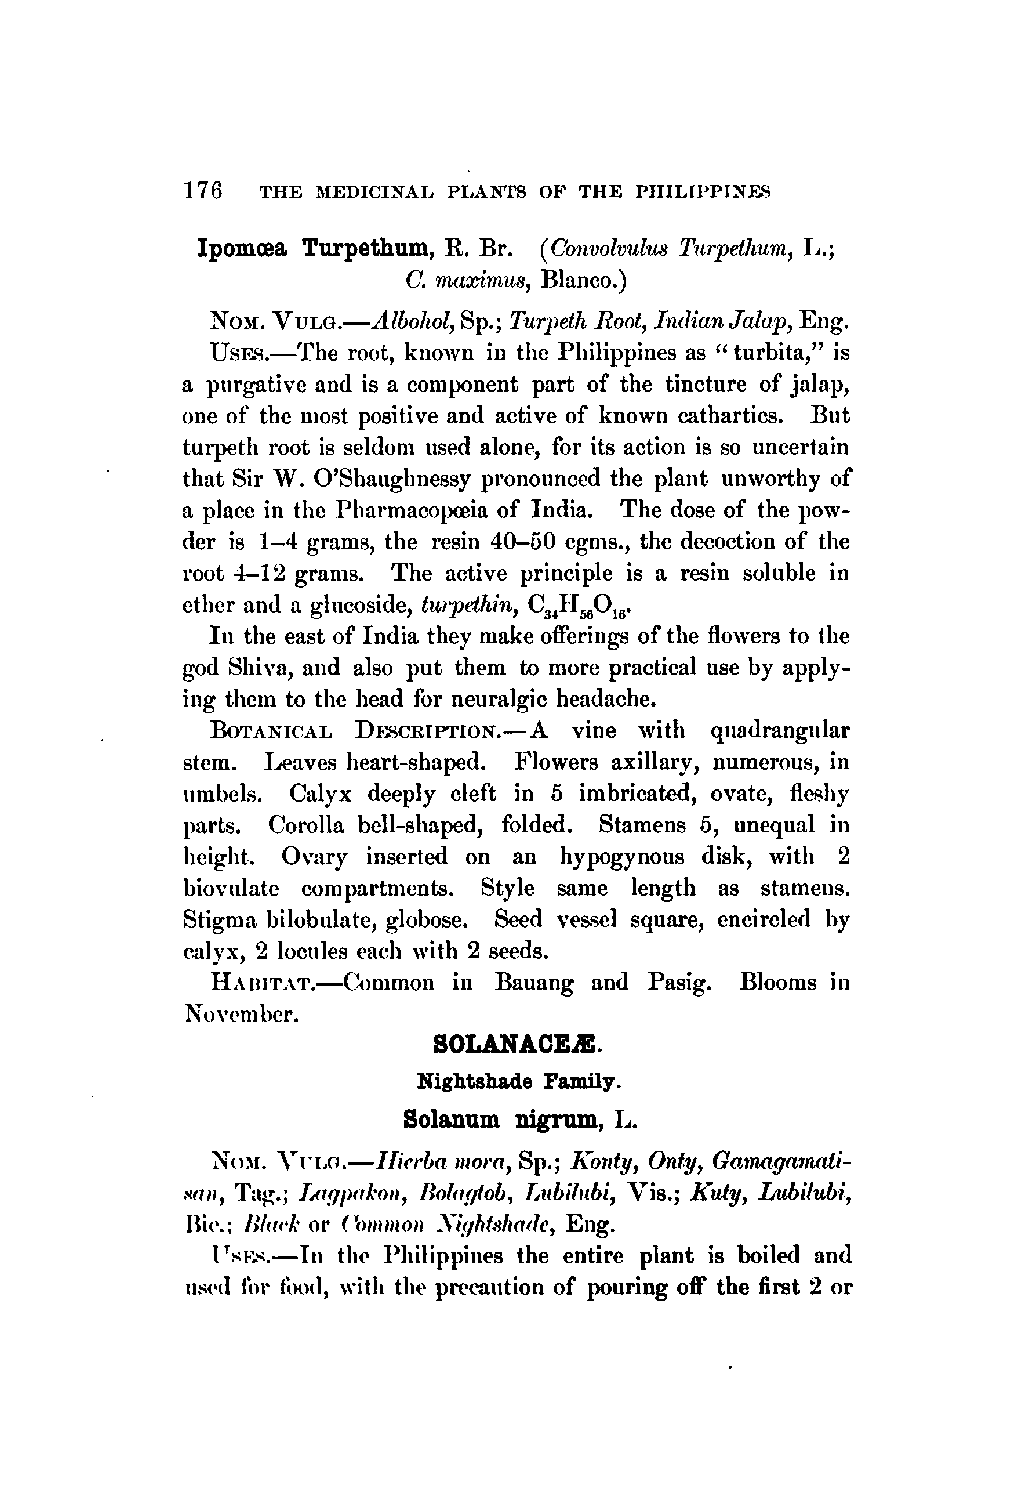 176 THE MEDICINAL PLANTS OF THE PHILIPPINES
Ipomœa Turpethum, R. Br. (Convolvulus Turpethum, L.;
C. maximus, Blanco.)
NOM. VULG.—Albohol, Sp.; Turpeth Root, Indian Jalap, Eng.
USES.—The root, known in the Philippines as “turbita,” is
a purgative and is a component part of the tincture of jalap,
one of the most positive and active of known cathartics. But
turpeth root is seldom used alone, for its action is so uncertain
that Sir W. O’Shaughnessy pronounced the plant unworthy of
a place in the Pharmacopœia of India. The dose of the pow-
der is 1–4 grams, the resin 40–50 cgms., the decoction of the
root 4–12 grams. The active principle is a resin soluble in
ether and a glucoside, turpethin, C₃₄H₅₆O₁₆.
In the east of India they make offerings of the flowers to the
god Shiva, and also put them to more practical use by apply-
ing them to the head for neuralgic headache.
BOTANICAL DESCRIPTION.—A vine with quadrangular
stem. Leaves heart-shaped. Flowers axillary, numerous, in
umbels. Calyx deeply cleft in 5 imbricated, ovate, fleshy
parts. Corolla bell-shaped, folded. Stamens 5, unequal in
height. Ovary inserted on an hypogynous disk, with 2
biovulate compartments. Style same length as stamens.
Stigma bilobulate, globose. Seed vessel square, encircled by
calyx, 2 locules each with 2 seeds.
HABITAT.—Common in Bauang and Pasig. Blooms in
November.
SOLANACEÆ.
Nightshade Family.
Solanum nigrum, L.
NOM. VULG.—Hierba mora, Sp.; Konty, Onty, Gamagamati-
san, Tag.; Lagpakon, Bolagtob, Lubilubi, Vis.; Kuty, Lubilubi,
Bic.; Black or Common Nightshade, Eng.
USES.—In the Philippines the entire plant is boiled and
used for food, with the precaution of pouring off the first 2 or